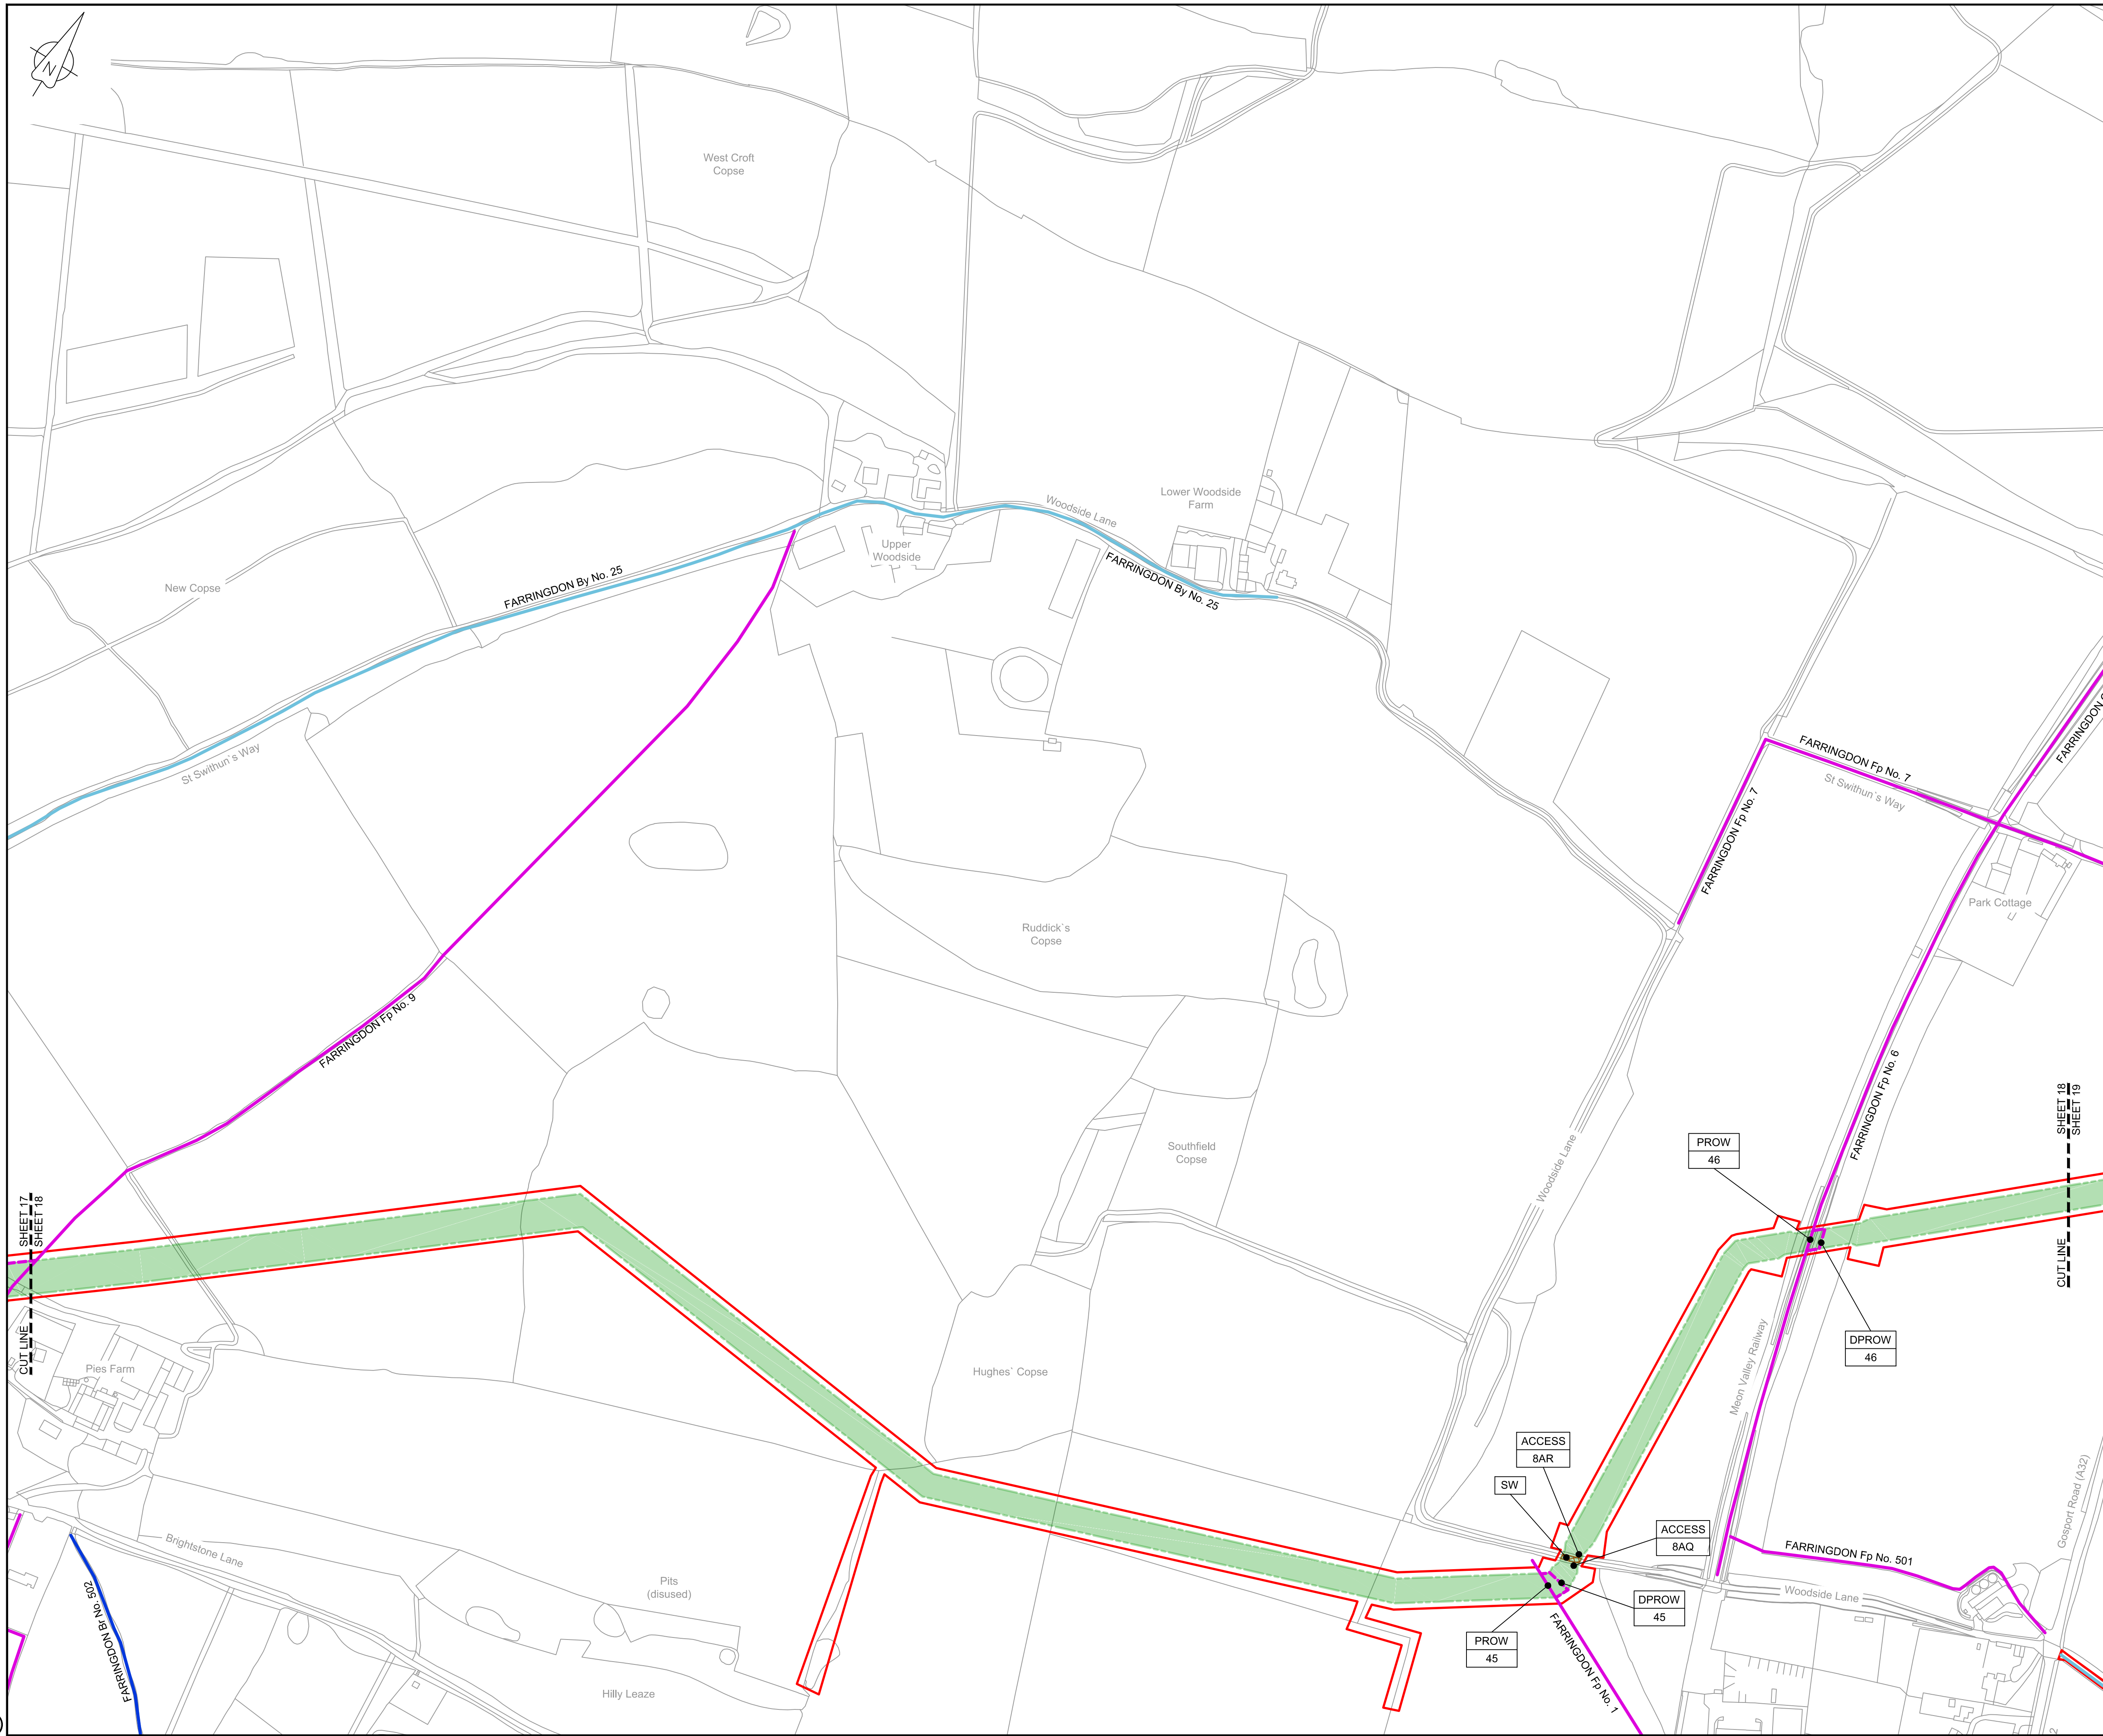 N
West Croft
Copse
Woodside Lane
Lower Woodside
Farm
Upper
Woodside
FARRINGDON By No. 25
FARRINGDON By No. 25
New Copse
St Swithun`s Way
FARRINGDON Fp No. 7
St Swithun`s Way
FARRINGDON Fp No. 7
FARRINGDON
Park Cottage
Ruddick`s
Copse
FARRINGDON Fp No. 9
FARRINGDON Fp No. 6
Southfield
Copse
Woodside Lane
PROW
46
CUT LINE
SHEET 18
SHEET 19
CUT LINE
SHEET 17
SHEET 18
DPROW
46
Pies Farm
Hughes` Copse
Meon Valley Railway
ACCESS
8AR
SW
ACCESS
8AQ
Gosport Road (A32)
FARRINGDON Fp No. 501
Brightstone Lane
Pits
(disused)
Woodside Lane
DPROW
45
PROW
45
FARRINGDON Fp No. 1
FARRINGDON Br No. 502
Hilly Leaze